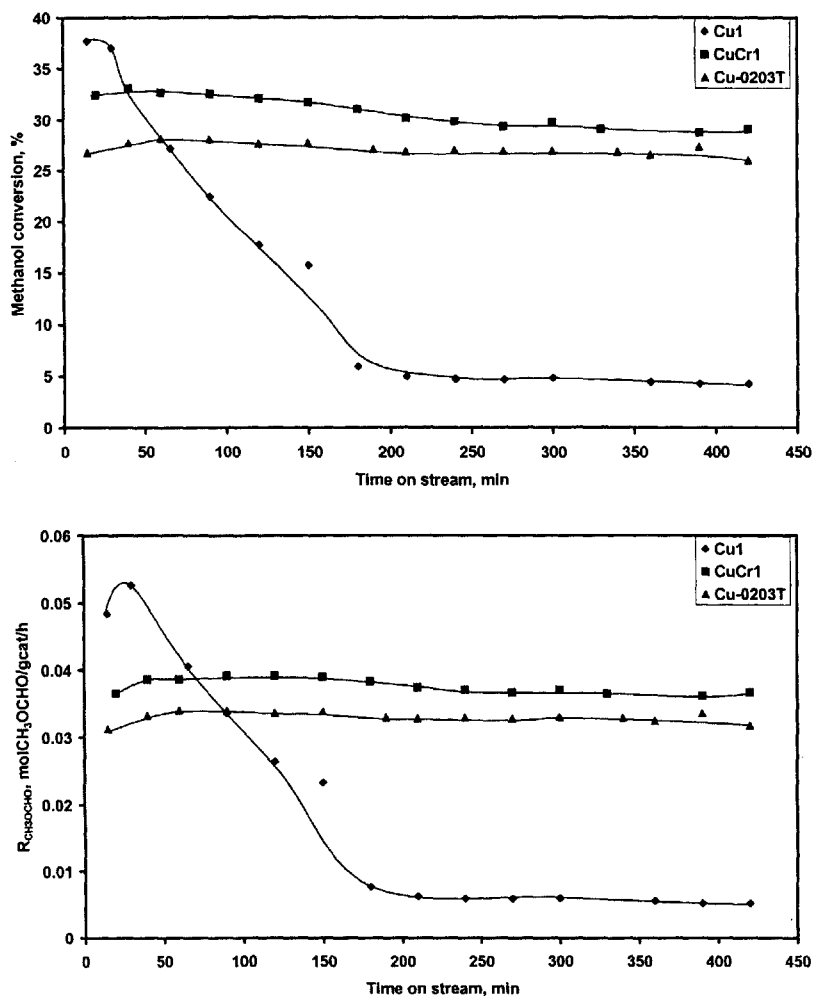 40
35
30
25
20
15
10
5
0
Methanol conversion, %
0 50 100 150 200 250 300 350 400 450
Time on stream, min
Cu1
CuCr1
Cu-0203T
0.06
0.05
0.04
0.03
0.02
0.01
0
RCH3OCHO, molCH3OCHO/gcat/h
0 50 100 150 200 250 300 350 400 450
Time on stream, min
Cu1
CuCr1
Cu-0203T